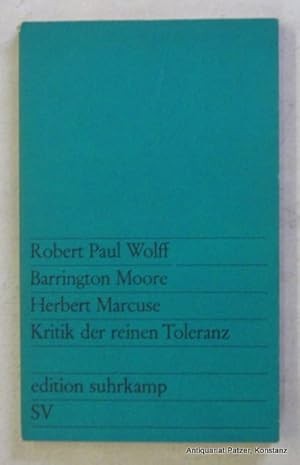 Robert Paul Wolff
Barrington Moore
Herbert Marcuse
Kritik der reinen Toleranz
edition suhrkamp
SV
Antiquariat Patzer, Konstanz